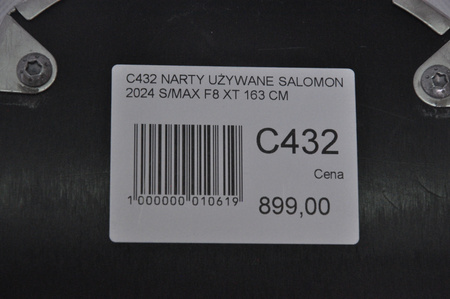 C432 NARTY UŻYWANE SALOMON
2024 S/MAX F8 XT 163 CM
C432
Cena
1 000000 010619
899,00